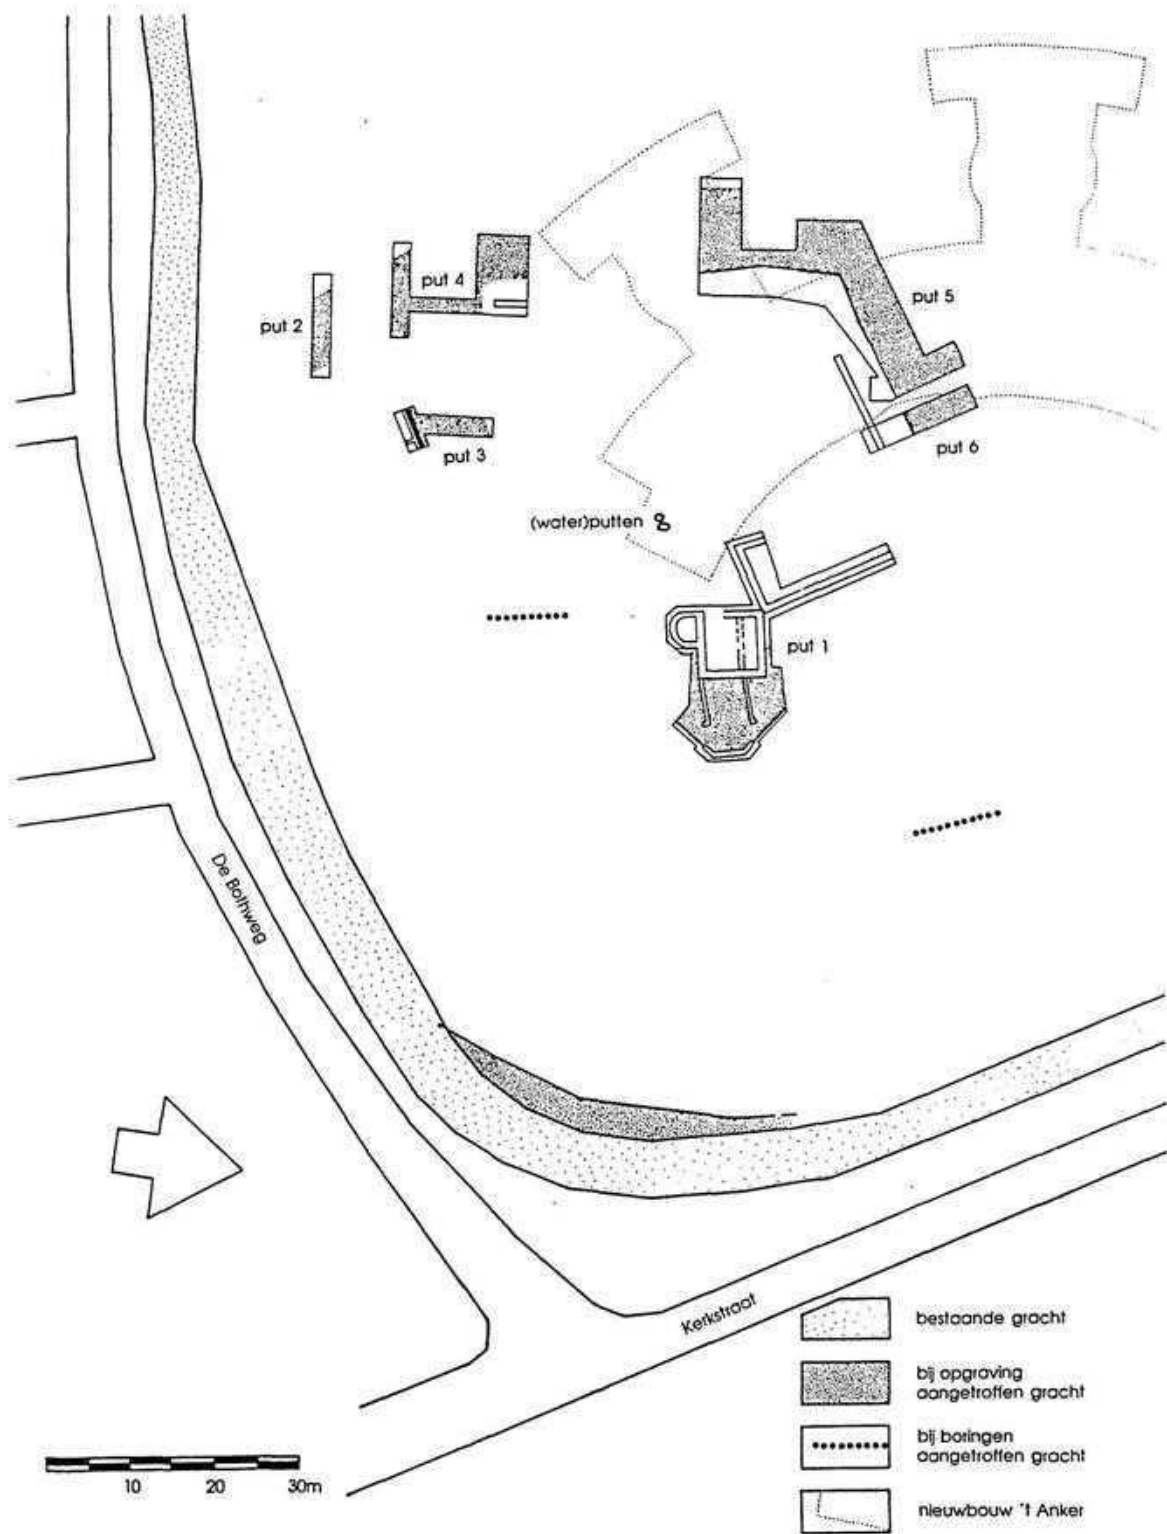 put 4
put 2
put 5
put 3
put 6
(water)putten 8
put 1
De Bothweg
Kerkstraat
bestaande gracht
bij opgraving
aangetroffen gracht
bij boringen
aangetroffen gracht
nieuwbouw 't Anker
10 20 30m